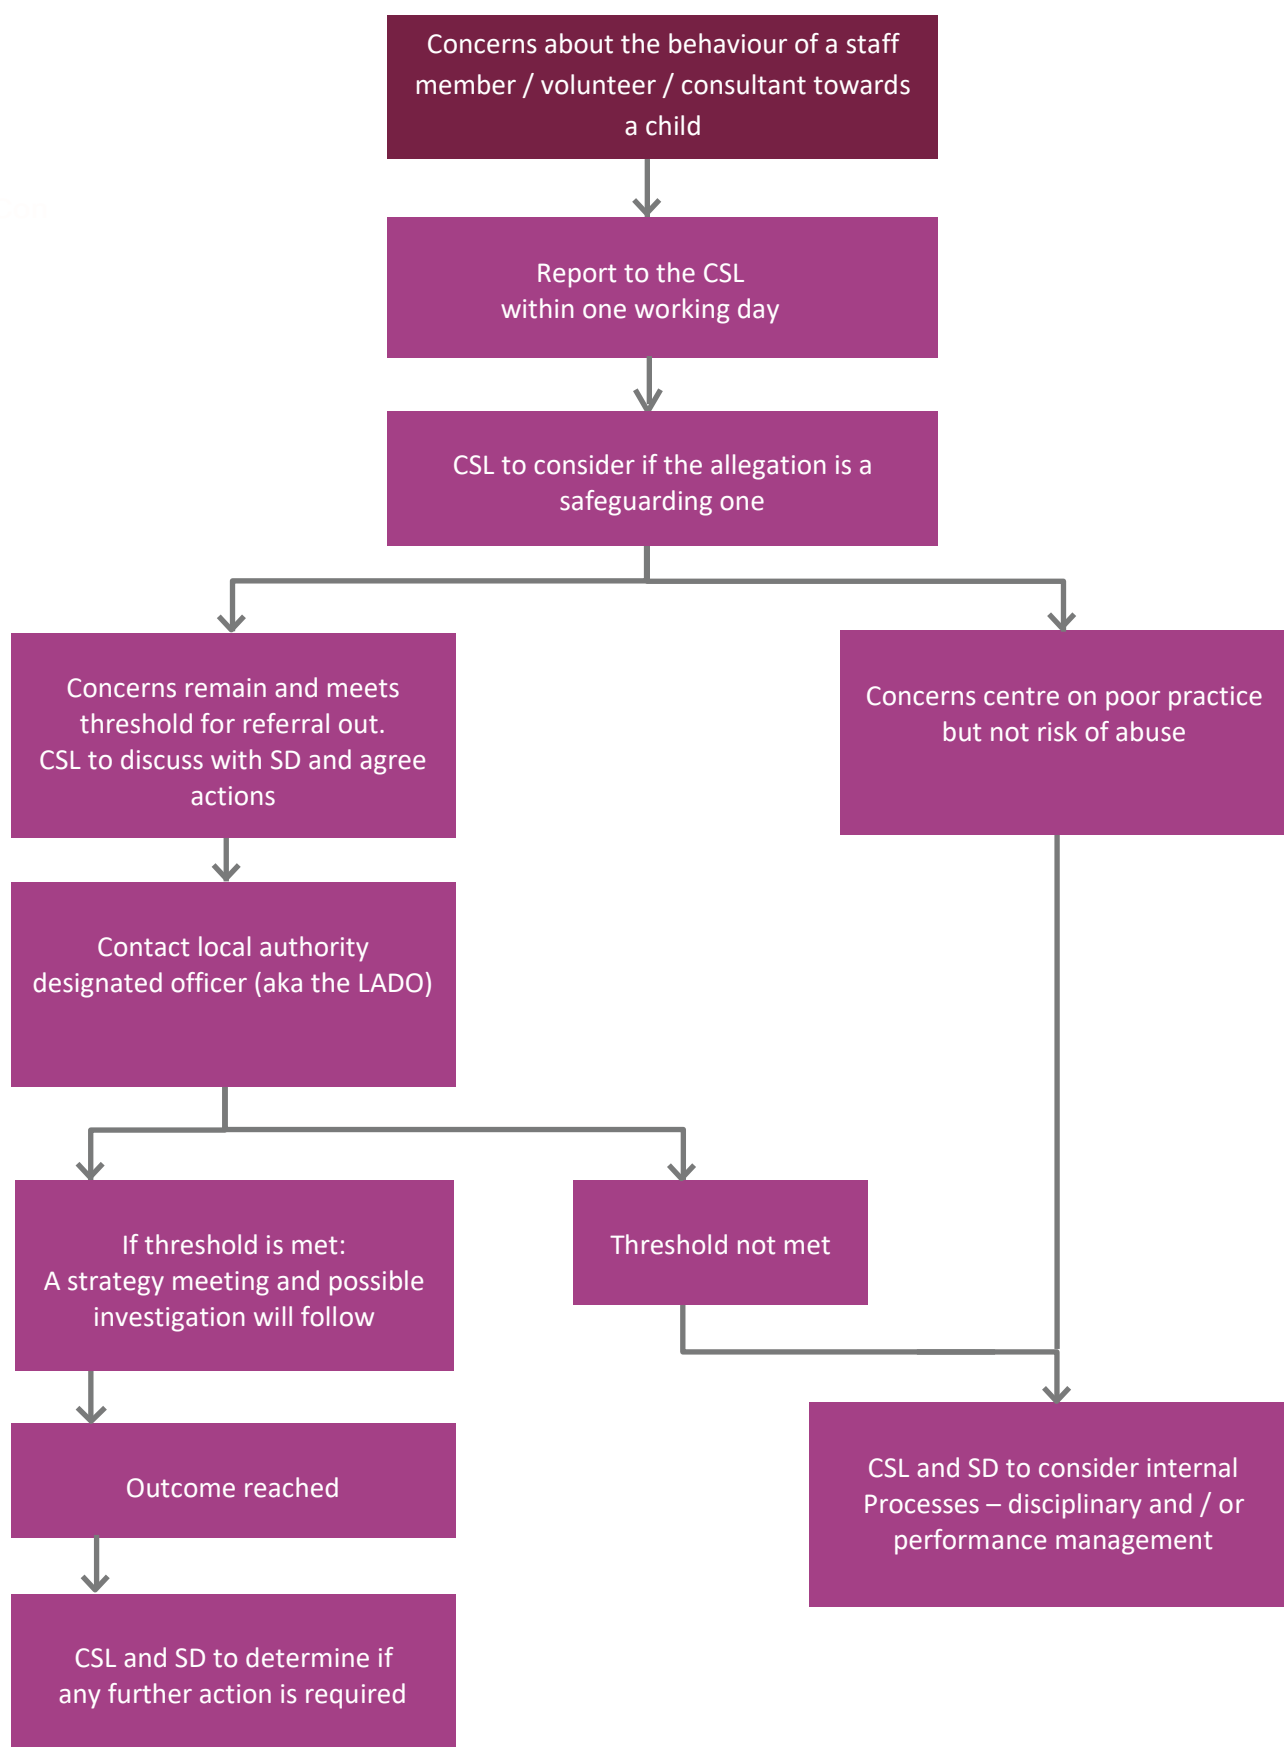 Concerns about the behaviour of a staff
member / volunteer / consultant towards
a child
Report to the CSL
within one working day
CSL to consider if the allegation is a
safeguarding one
Concerns remain and meets
threshold for referral out.
CSL to discuss with SD and agree
actions
Concerns centre on poor practice
but not risk of abuse
Contact local authority
designated officer (aka the LADO)
If threshold is met:
A strategy meeting and possible
investigation will follow
Threshold not met
Outcome reached
CSL and SD to consider internal
Processes – disciplinary and / or
performance management
CSL and SD to determine if
any further action is required